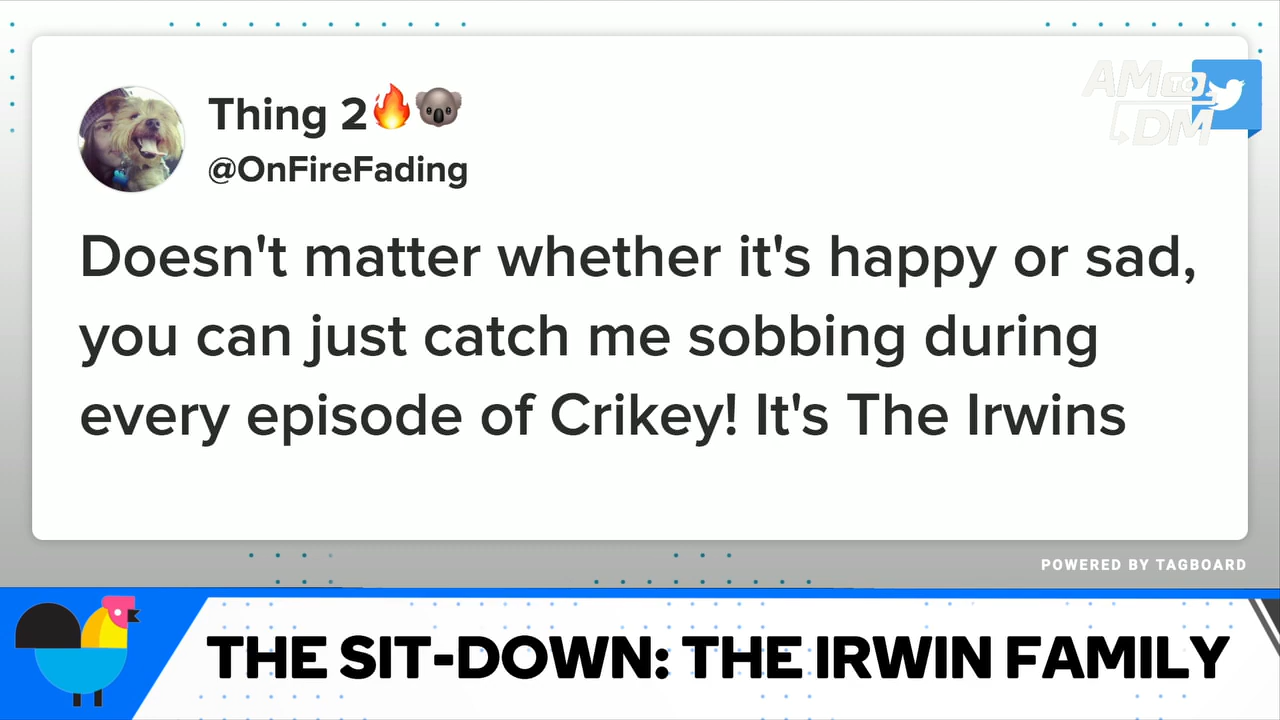 Thing 2🔥🐨
@OnFireFading
AM TO DM
Doesn't matter whether it's happy or sad,
you can just catch me sobbing during
every episode of Crikey! It's The Irwins
POWERED BY TAGBOARD
THE SIT-DOWN: THE IRWIN FAMILY